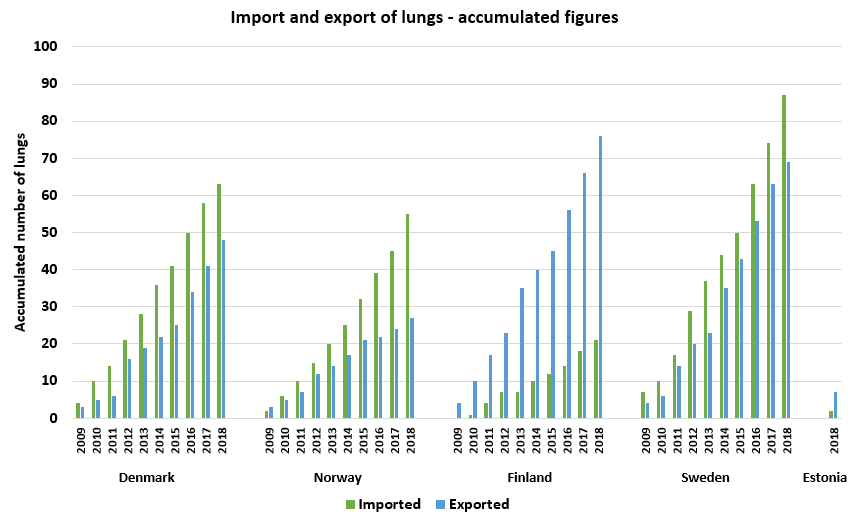 Import and export of lungs - accumulated figures
Accumulated number of lungs
100
90
80
70
60
50
40
30
20
10
0
2009 2010 2011 2012 2013 2014 2015 2016 2017 2018 2009 2010 2011 2012 2013 2014 2015 2016 2017 2018 2009 2010 2011 2012 2013 2014 2015 2016 2017 2018 2009 2010 2011 2012 2013 2014 2015 2016 2017 2018 2018
Denmark Norway Finland Sweden Estonia
Imported Exported